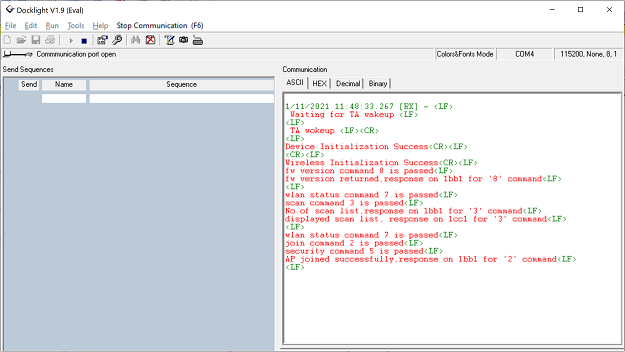 Docklight V1.9 (Eval)
File Edit Run Tools Help Stop Communication (F6)
Commmunication port open Colors&Fonts Mode COM4 115200, None, 8, 1
Send Sequences
Send Name Sequence
Communication
ASCII HEX Decimal Binary
1/11/2021 11:48:33.267 [RX] - <LF>
Waiting for TA wakeup <LF>
<LF>
TA wokeup <LF><CR>
<LF>
Device Initialization Success<CR><LF>
<CR><LF>
Wireless Initialization Success<CR><LF>
fw version command 8 is passed<LF>
fw version returned,response on 1bb1 for '8' command<LF>
<LF>
wlan status command 7 is passed<LF>
scan command 3 is passed<LF>
No.of scan list,response on 1bb1 for '3' command<LF>
displayed scan list, response on 1cc1 for '3' command<LF>
<LF>
wlan status command 7 is passed<LF>
join command 2 is passed<LF>
security command 5 is passed<LF>
AP joined successfully,response on 1bb1 for '2' command<LF>
<LF>